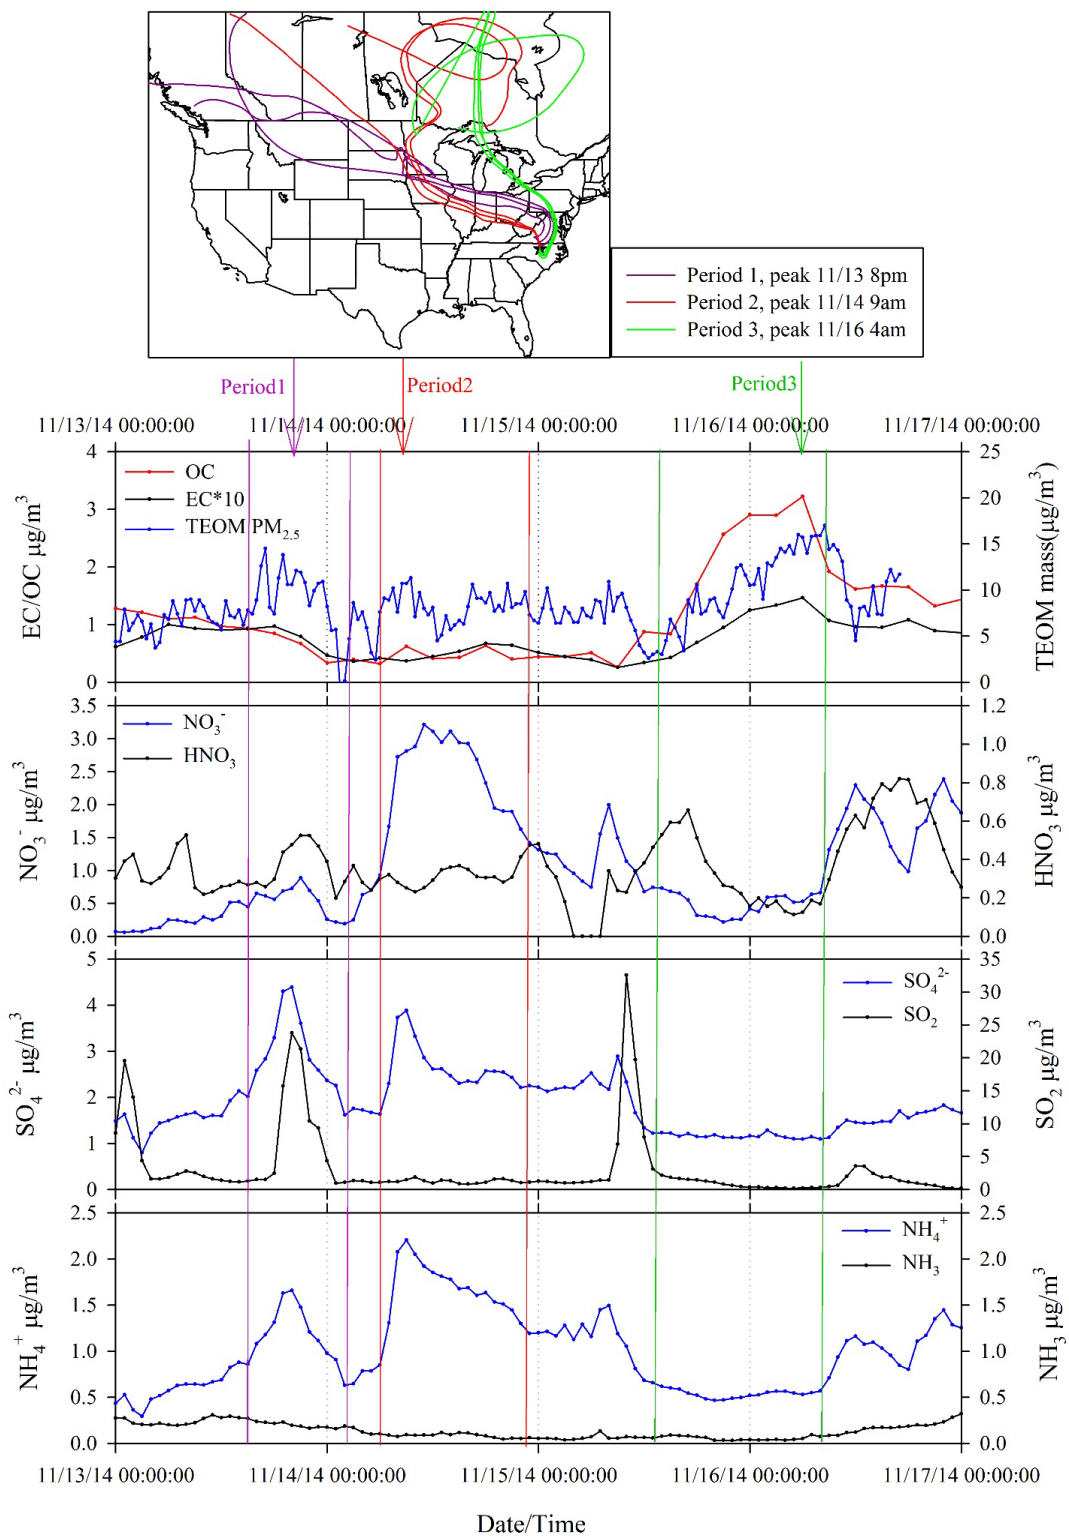 Period 1, peak 11/13 8pm
Period 2, peak 11/14 9am
Period 3, peak 11/16 4am
Period1
Period2
Period3
11/13/14 00:00:00
11/14/14 00:00:00
11/15/14 00:00:00
11/16/14 00:00:00
11/17/14 00:00:00
EC/OC µg/m³
4
3
2
1
0
OC
EC*10
TEOM PM₂.₅
25
20
15
10
5
0
TEOM mass(µg/m³)
NO₃⁻ µg/m³
3.5
3.0
2.5
2.0
1.5
1.0
0.5
0.0
NO₃⁻
HNO₃
1.2
1.0
0.8
0.6
0.4
0.2
0.0
HNO₃ µg/m³
SO₄²⁻ µg/m³
5
4
3
2
1
0
SO₄²⁻
SO₂
35
30
25
20
15
10
5
0
SO₂ µg/m³
NH₄⁺ µg/m³
2.5
2.0
1.5
1.0
0.5
0.0
NH₄⁺
NH₃
2.5
2.0
1.5
1.0
0.5
0.0
NH₃ µg/m³
11/13/14 00:00:00
11/14/14 00:00:00
11/15/14 00:00:00
11/16/14 00:00:00
11/17/14 00:00:00
Date/Time